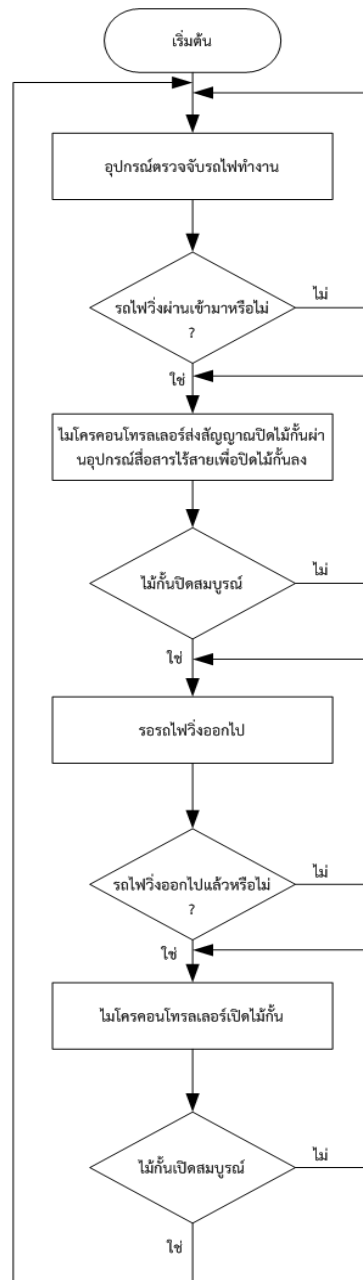 เริ่มต้น
อุปกรณ์ตรวจจับรถไฟทำงาน
รถไฟวิ่งผ่านเข้ามาหรือไม่
?
ไม่
ใช่
ไมโครคอนโทรลเลอร์ส่งสัญญาณปิดไม้กั้นผ่า
นอุปกรณ์สื่อสารไร้สายเพื่อปิดไม้กั้นลง
ไม้กั้นปิดสมบูรณ์
ไม่
ใช่
รอรถไฟวิ่งออกไป
รถไฟวิ่งออกไปแล้วหรือไม่
?
ไม่
ใช่
ไมโครคอนโทรลเลอร์เปิดไม้กั้น
ไม้กั้นเปิดสมบูรณ์
ไม่
ใช่